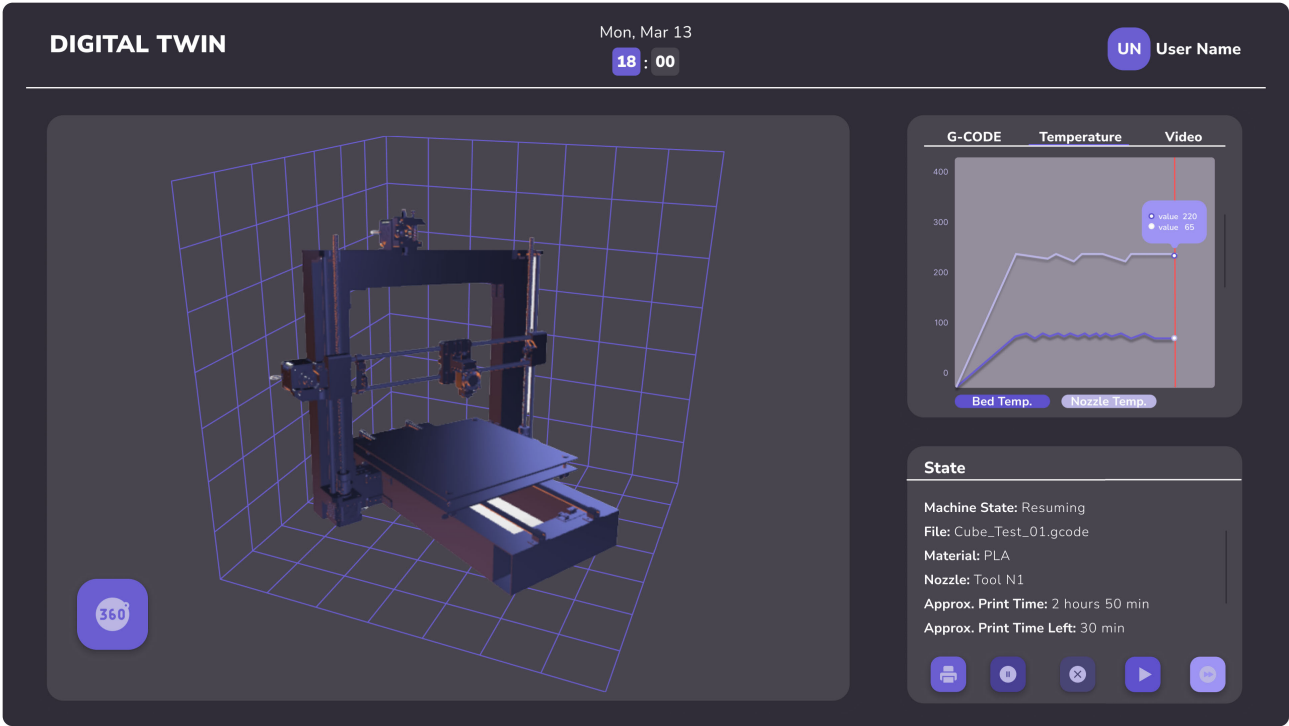 DIGITAL TWIN
Mon, Mar 13
18 : 00
UN User Name
G-CODE Temperature Video
400
300
200
100
0
value 220
value 65
Bed Temp. Nozzle Temp.
State
Machine State: Resuming
File: Cube_Test_01.gcode
Material: PLA
Nozzle: Tool N1
Approx. Print Time: 2 hours 50 min
Approx. Print Time Left: 30 min
360